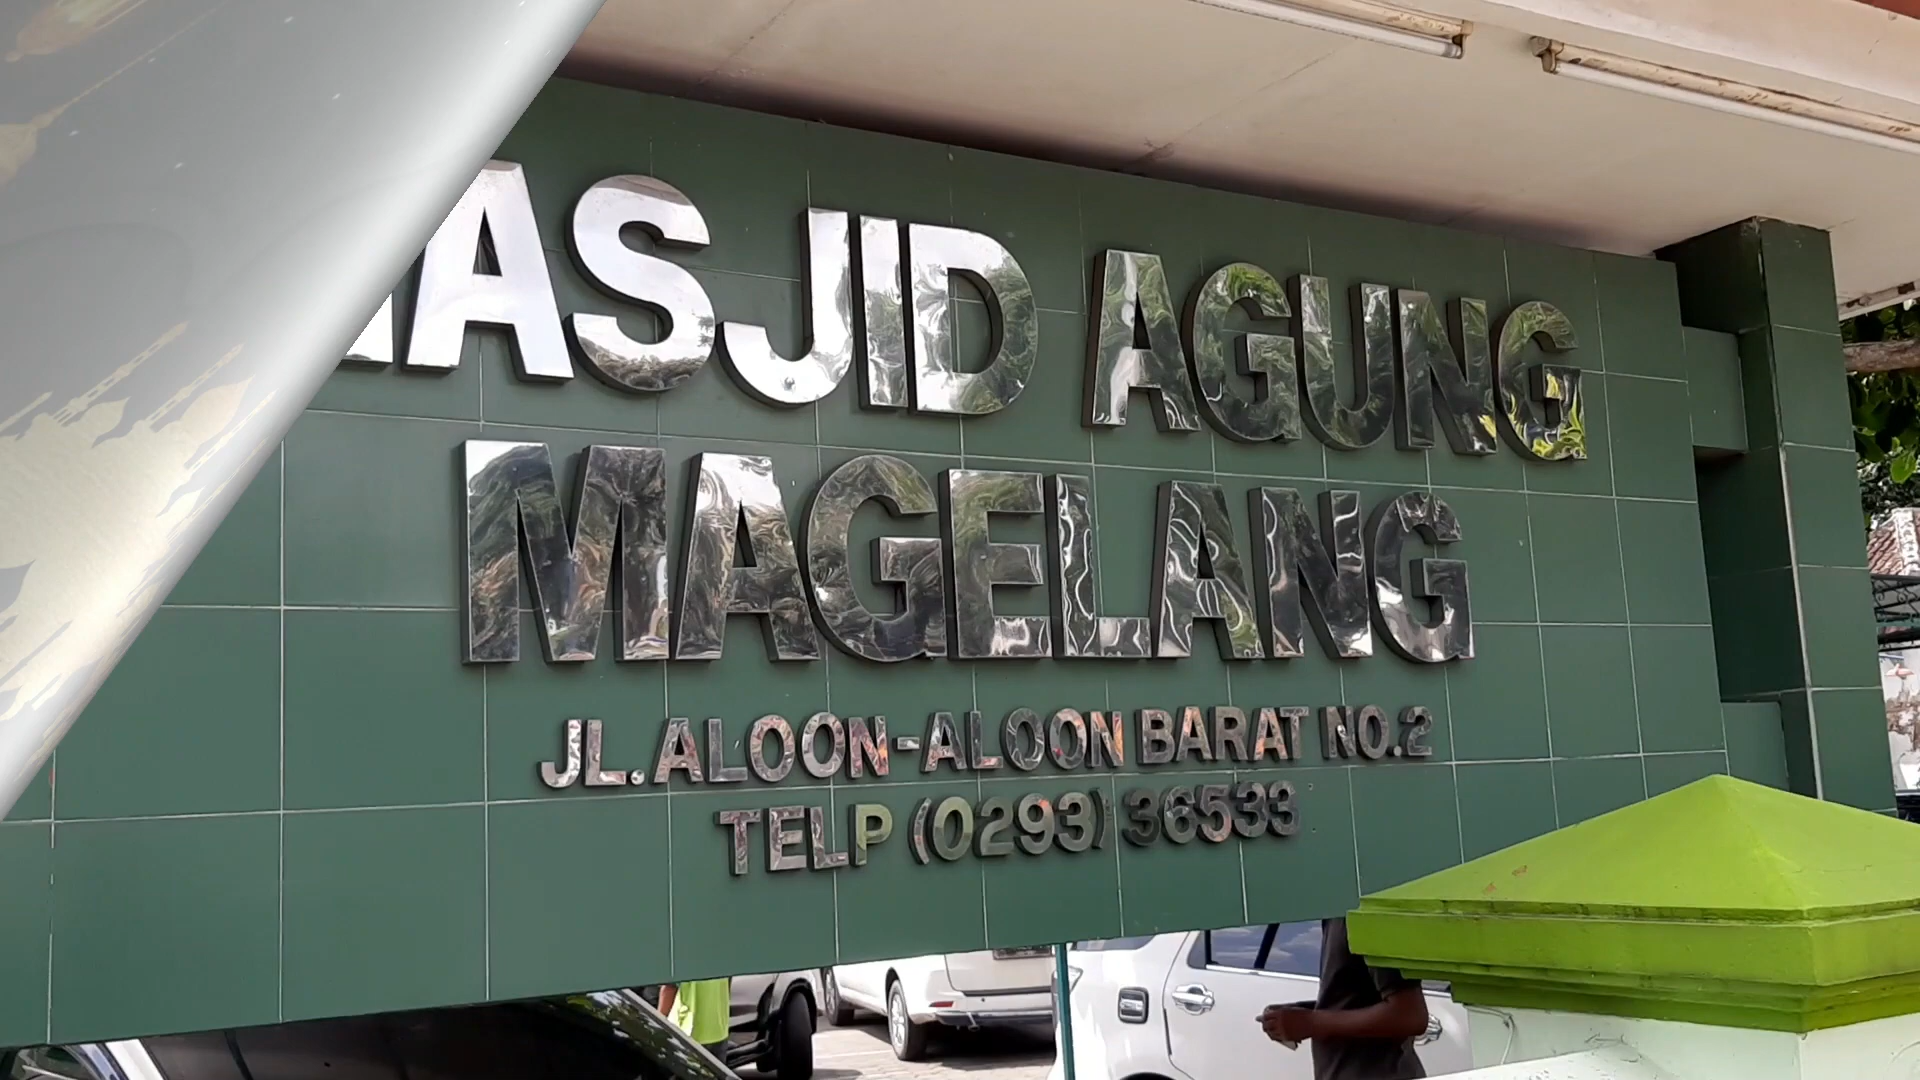 MASJID AGUNG
MAGELANG
JL.ALOON-ALOON BARAT NO.2
TELP (0293) 36533